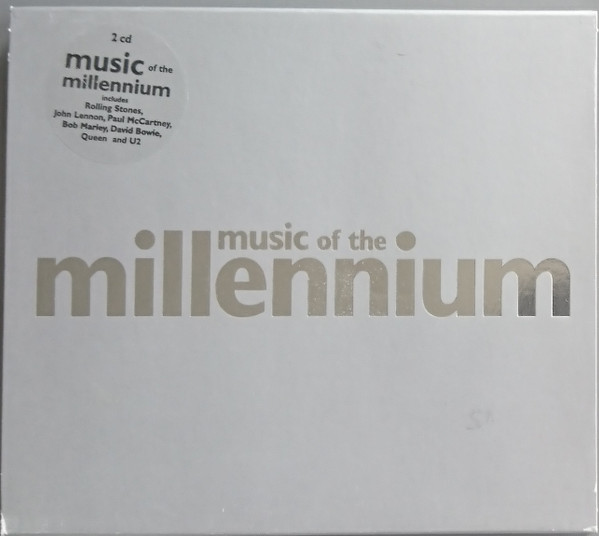 2 cd
music of the
millennium
includes
Rolling Stones,
John Lennon, Paul McCartney,
Bob Marley, David Bowie,
Queen and U2
music of the
millennium